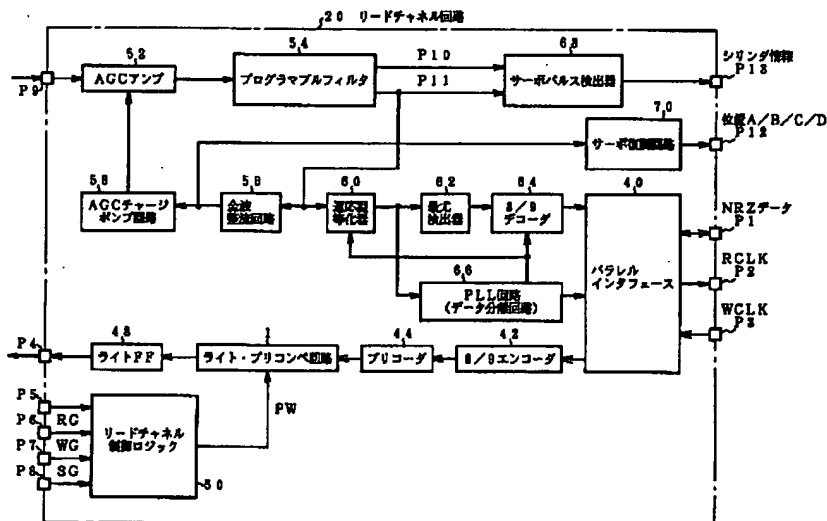 20 リードチャネル回路
52
AGCアンプ
54
プログラマブルフィルタ
P10
P11
68
サーボパルス検出器
シリンダ情報
P13
P9
70
サーボ復調回路
位置A/B/C/D
P12
58
AGCチャージ
ポンプ回路
56
全波
整流回路
60
適応型
等化器
62
最尤
検出器
64
8/9
デコーダ
40
パラレル
インタフェース
NRZデータ
P1
RCLK
P2
WCLK
P3
66
PLL回路
(データ分離回路)
P4
48
ライトFF
1
ライト・プリコンペ回路
44
プリコーダ
42
8/9エンコーダ
PW
P5
RG
P6
WG
P7
SG
P8
リードチャネル
制御ロジック
50